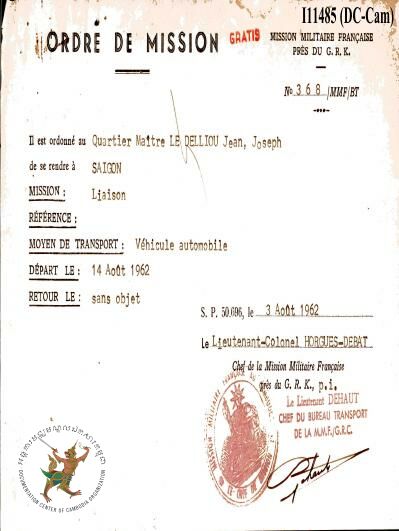 I11485 (DC-Cam)
ORDRE DE MISSION
GRATIS
MISSION MILITAIRE FRANÇAISE
PRÈS DU G. R. K.
No 368/MMF/BT
Il est ordonné au Quartier Maître LE DELLIOU Jean, Joseph
de se rendre à SAIGON
MISSION : Liaison
RÉFÉRENCE :
MOYEN DE TRANSPORT : Véhicule automobile
DÉPART LE : 14 Août 1962
RETOUR LE : sans objet
S. P. 50.096, le 3 Août 1962
Le Lieutenant-Colonel HORGUES-DEBAT
Chef de la Mission Militaire Française
près du G. R. K., p.i.
Le Lieutenant DEHAUT
CHEF DU BUREAU TRANSPORT
DE LA M.M.F./G.R.C.
DOCUMENTATION CENTER OF CAMBODIA ORGANIZATION